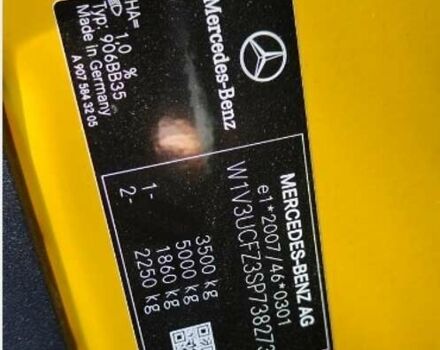 MERCEDES-BENZ AG
e1*2007/46*0301
W1V3UCFZ3SP738273
3500 kg
5000 kg
1- 1860 kg
2- 2250 kg
Mercedes-Benz
HA= 1,0 %
Typ: 906BB35
Made in Germany
A 907 584 32 05